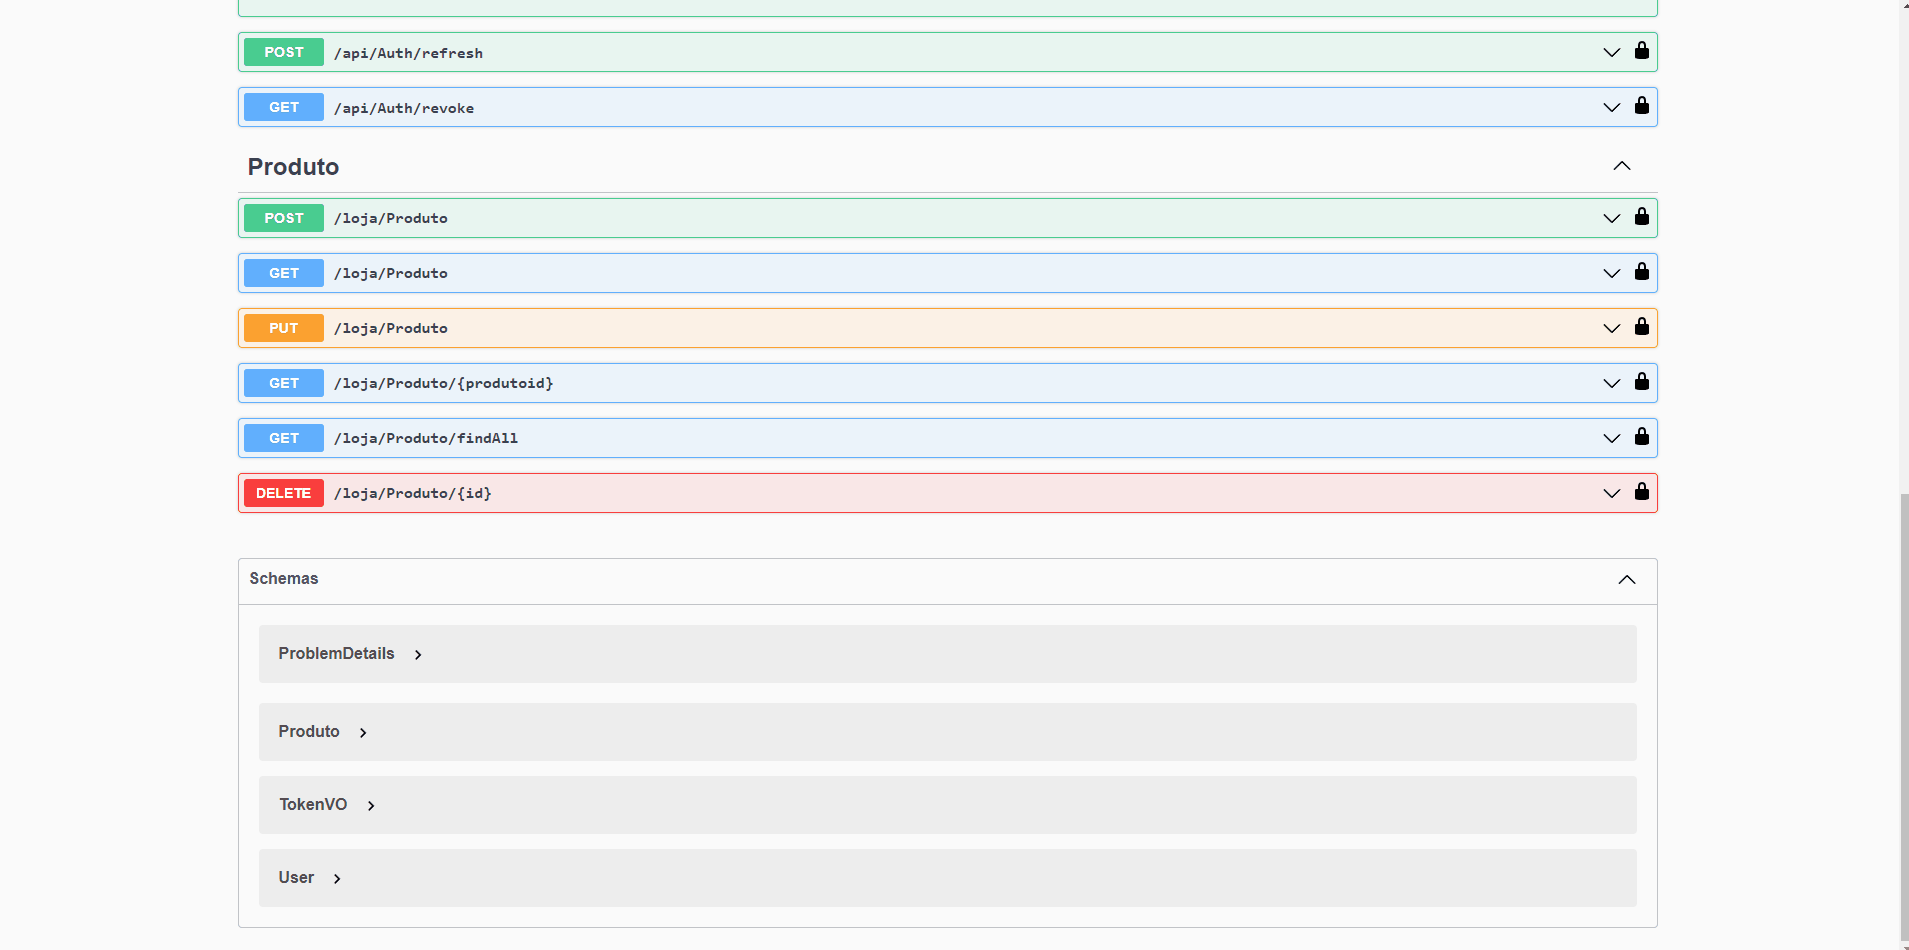 POST /api/Auth/refresh
GET /api/Auth/revoke
Produto
POST /loja/Produto
GET /loja/Produto
PUT /loja/Produto
GET /loja/Produto/{produtoid}
GET /loja/Produto/findAll
DELETE /loja/Produto/{id}
Schemas
ProblemDetails
Produto
TokenVO
User